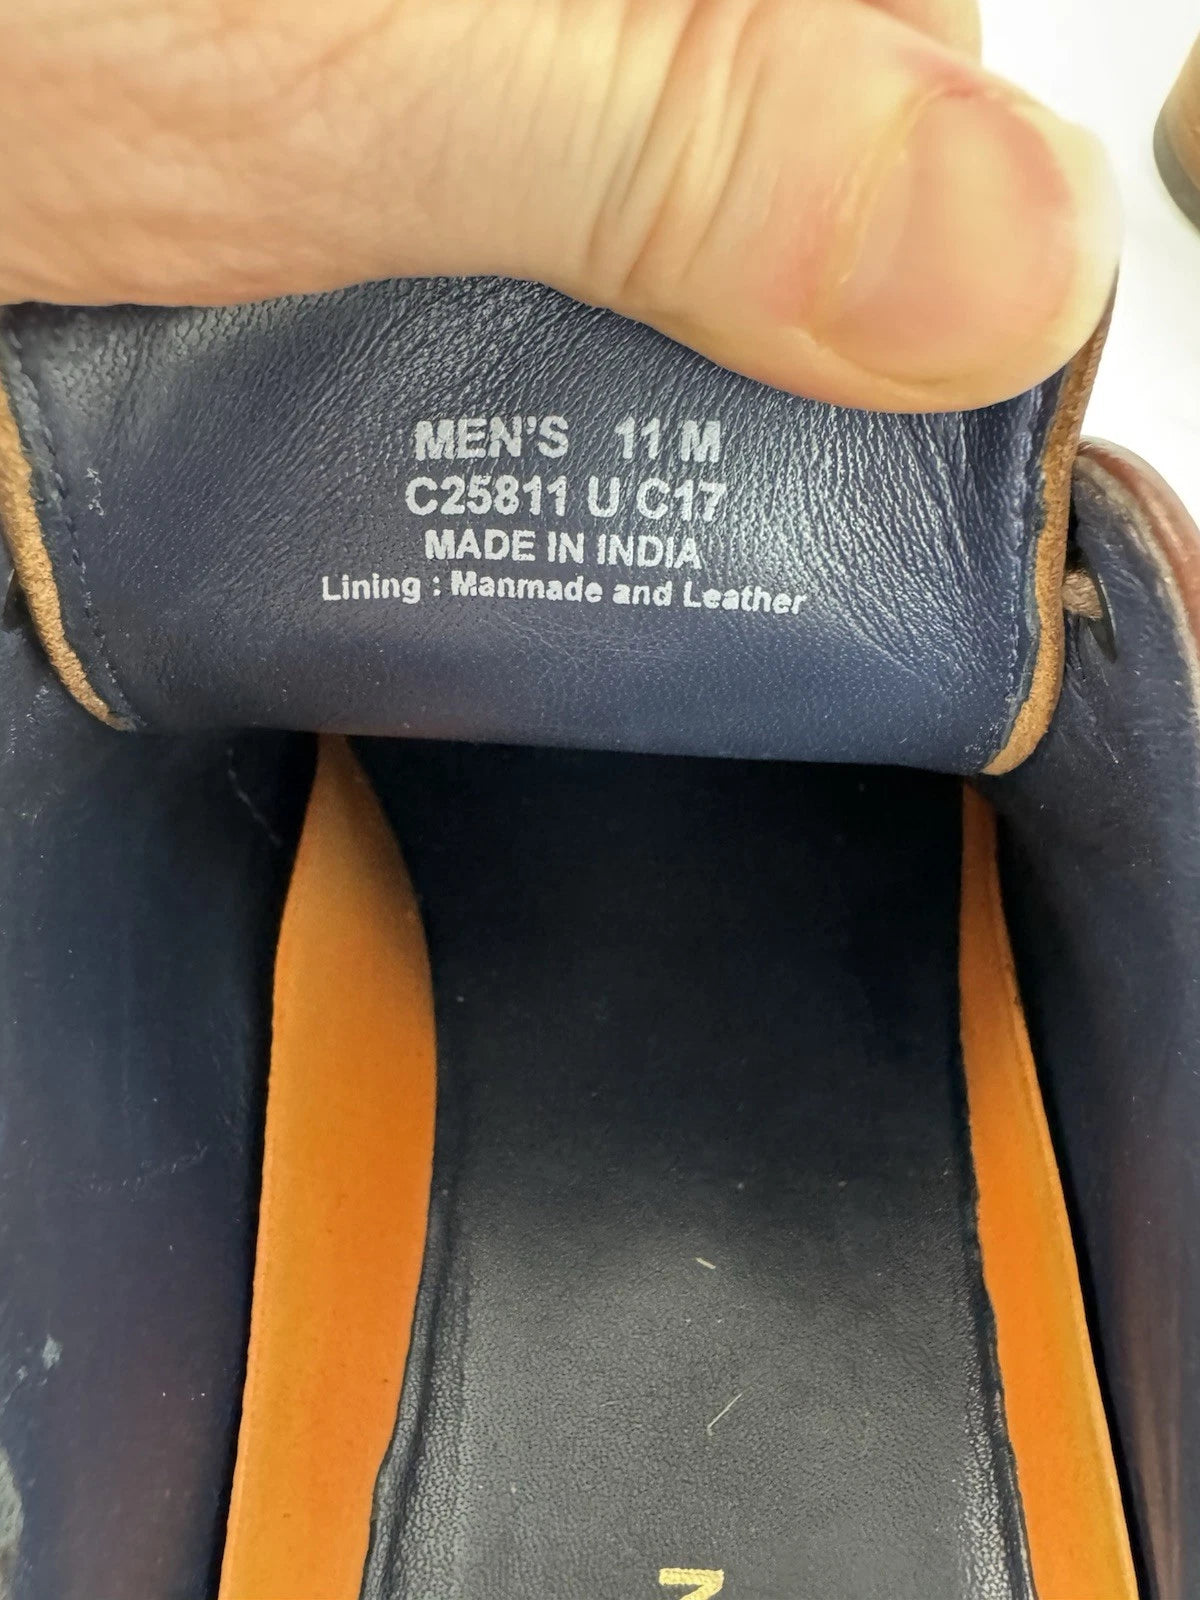 MEN'S 11 M
C25811 U C17
MADE IN INDIA
Lining : Manmade and Leather